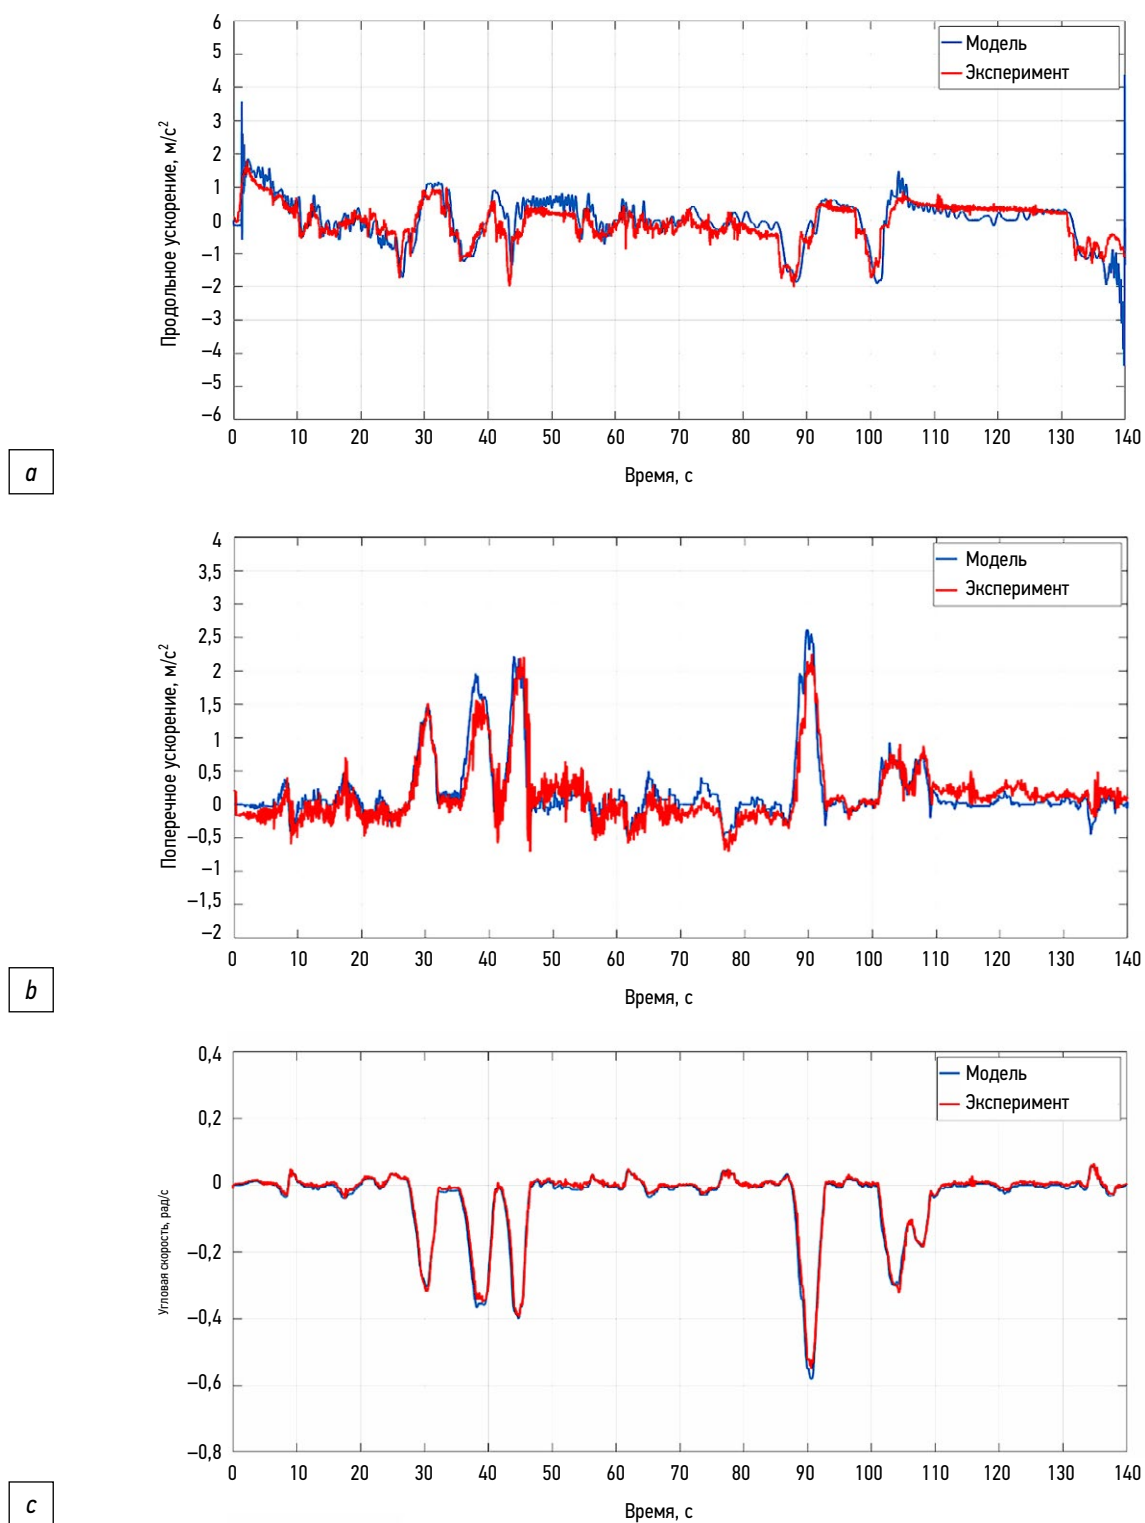 6
5
4
3
2
1
0
–1
–2
–3
–4
–5
–6
Продольное ускорение, м/с²
Модель
Эксперимент
0 10 20 30 40 50 60 70 80 90 100 110 120 130 140
Время, с
a
4
3,5
3
2,5
2
1,5
1
0,5
0
–0,5
–1
–1,5
–2
Поперечное ускорение, м/с²
Модель
Эксперимент
0 10 20 30 40 50 60 70 80 90 100 110 120 130 140
Время, с
b
0,4
0,2
0
–0,2
–0,4
–0,6
–0,8
Угловая скорость, рад/с
Модель
Эксперимент
0 10 20 30 40 50 60 70 80 90 100 110 120 130 140
Время, с
c